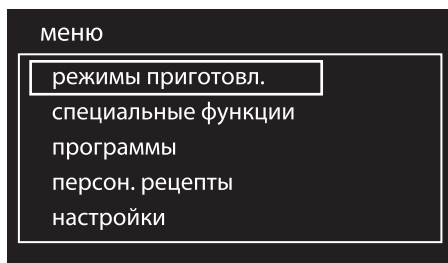 меню
режимы приготовл.
специальные функции
программы
персон. рецепты
настройки